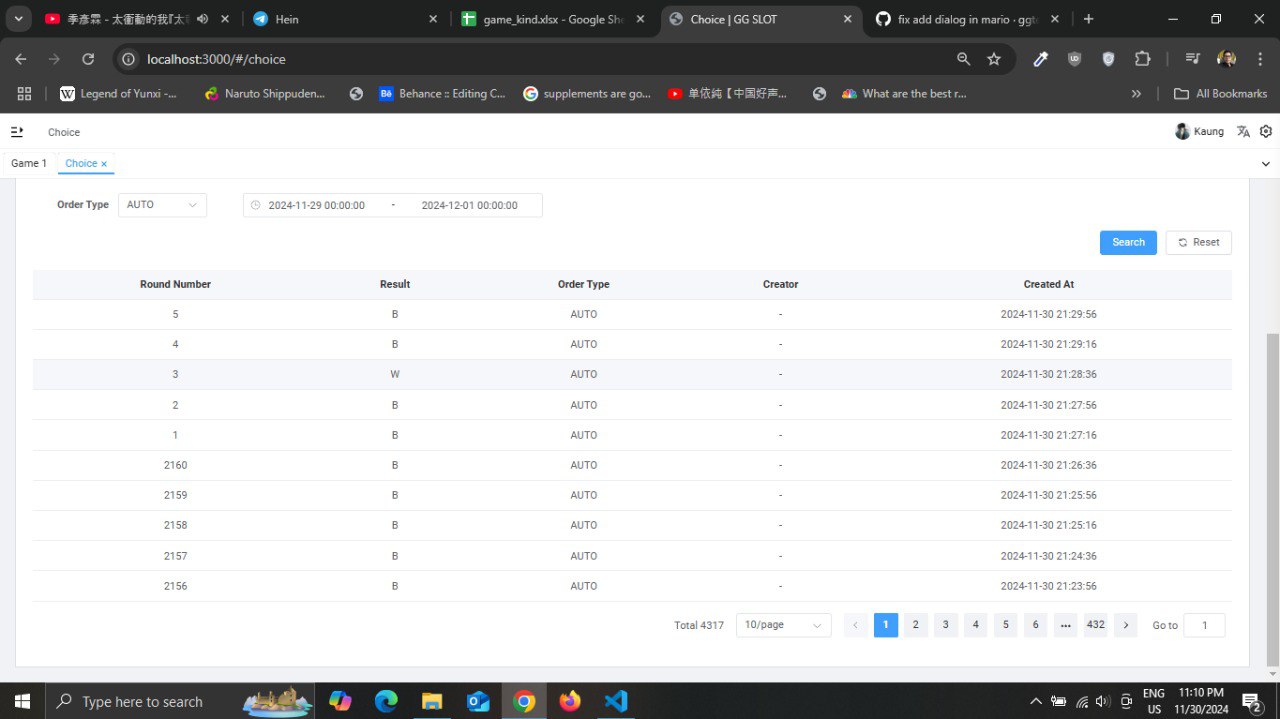 季彥霖 - 太衝動的我『太
Hein
game_kind.xlsx - Google She
Choice | GG SLOT
fix add dialog in mario · ggte
localhost:3000/#/choice
Legend of Yunxi -...
Naruto Shippuden...
Behance :: Editing C...
supplements are go...
单依純【 中国好声...
What are the best r...
All Bookmarks
Choice
Kaung
Game 1
Choice
Order Type AUTO 2024-11-29 00:00:00 - 2024-12-01 00:00:00
Search Reset
Round Number Result Order Type Creator Created At
5 B AUTO - 2024-11-30 21:29:56
4 B AUTO - 2024-11-30 21:29:16
3 W AUTO - 2024-11-30 21:28:36
2 B AUTO - 2024-11-30 21:27:56
1 B AUTO - 2024-11-30 21:27:16
2160 B AUTO - 2024-11-30 21:26:36
2159 B AUTO - 2024-11-30 21:25:56
2158 B AUTO - 2024-11-30 21:25:16
2157 B AUTO - 2024-11-30 21:24:36
2156 B AUTO - 2024-11-30 21:23:56
Total 4317 10/page 1 2 3 4 5 6 ••• 432 Go to 1
Type here to search
ENG
US
11:10 PM
11/30/2024
2